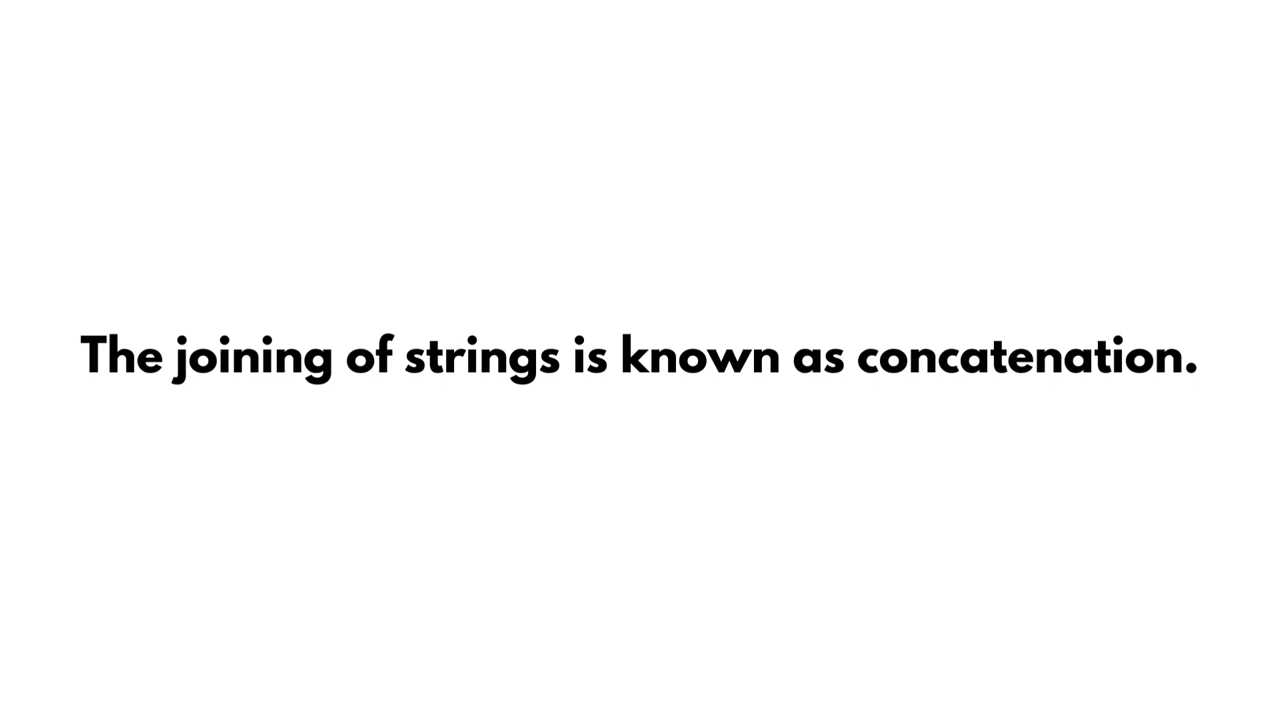 The joining of strings is known as concatenation.